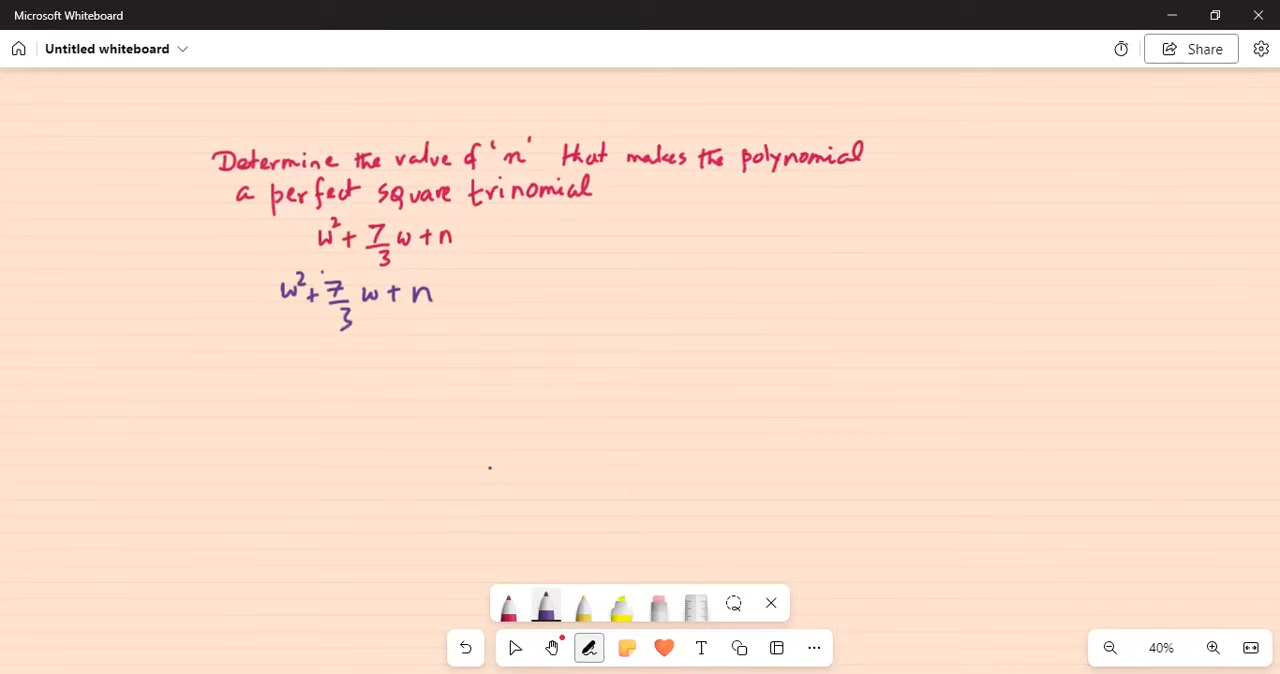 Microsoft Whiteboard
Untitled whiteboard
Share
Determine the value of 'n' that makes the polynomial
a perfect square trinomial
w² + 7/3 w + n
w² + 7/3 w + n
40%